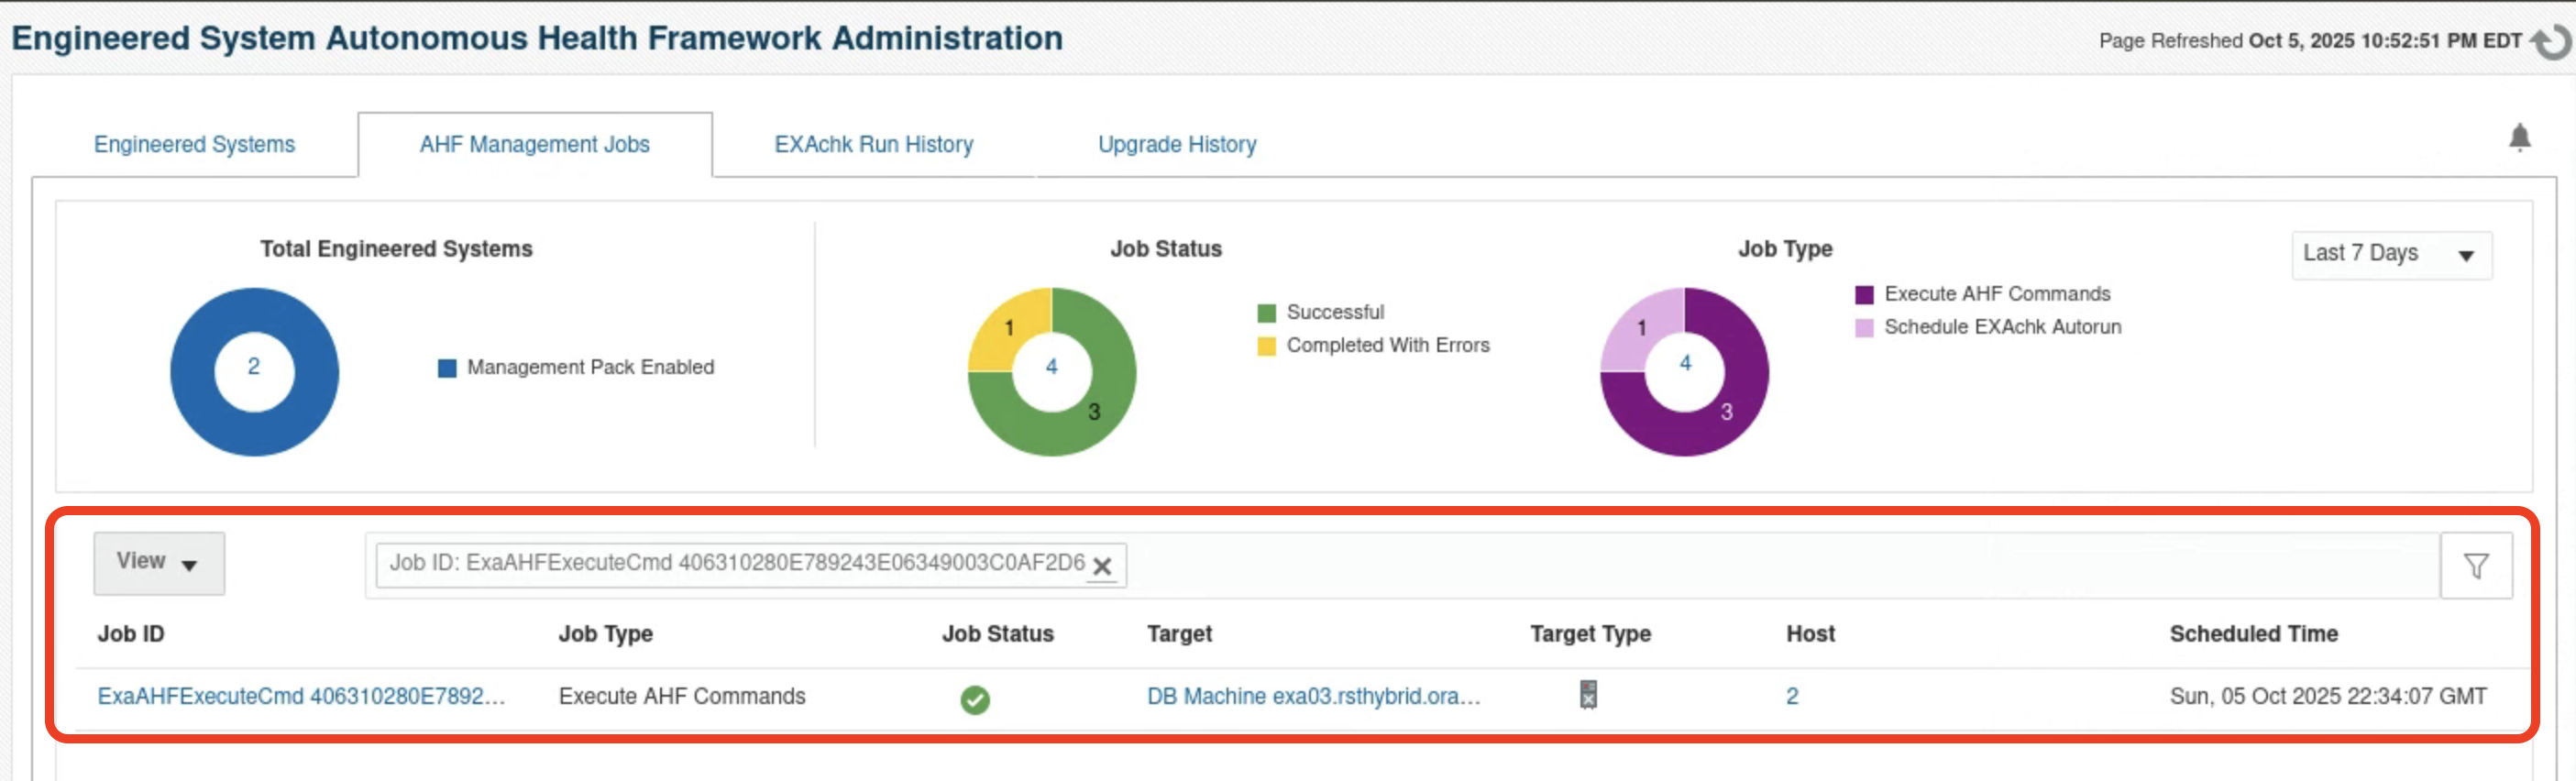 Engineered System Autonomous Health Framework Administration
Page Refreshed Oct 5, 2025 10:52:51 PM EDT
Engineered Systems
AHF Management Jobs
EXAchk Run History
Upgrade History
Total Engineered Systems
2
Management Pack Enabled
Job Status
1
4
3
Successful
Completed With Errors
Job Type
1
4
3
Execute AHF Commands
Schedule EXAchk Autorun
Last 7 Days
View
Job ID: ExaAHFExecuteCmd 406310280E789243E06349003C0AF2D6
Job ID Job Type Job Status Target Target Type Host Scheduled Time
ExaAHFExecuteCmd 406310280E7892... Execute AHF Commands DB Machine exa03.rsthybrid.ora... 2 Sun, 05 Oct 2025 22:34:07 GMT